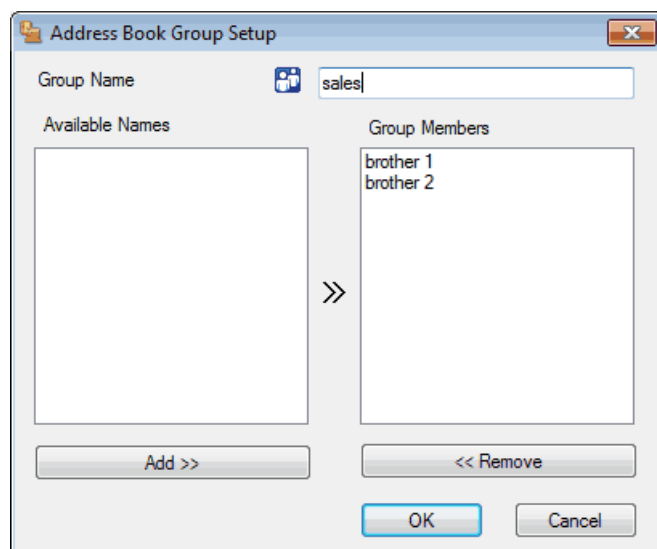 Address Book Group Setup
Group Name
sales
Available Names
Group Members
brother 1
brother 2
Add >>
<< Remove
OK
Cancel